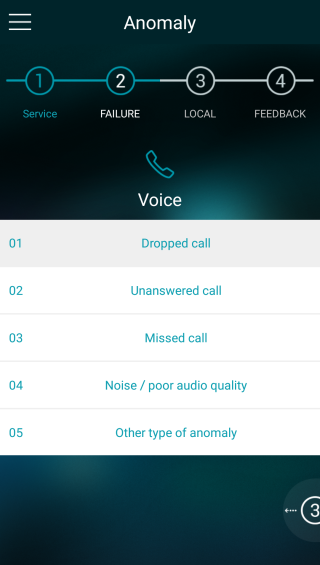 Anomaly
1 2 3 4
Service FAILURE LOCAL FEEDBACK
Voice
01 Dropped call
02 Unanswered call
03 Missed call
04 Noise / poor audio quality
05 Other type of anomaly
3